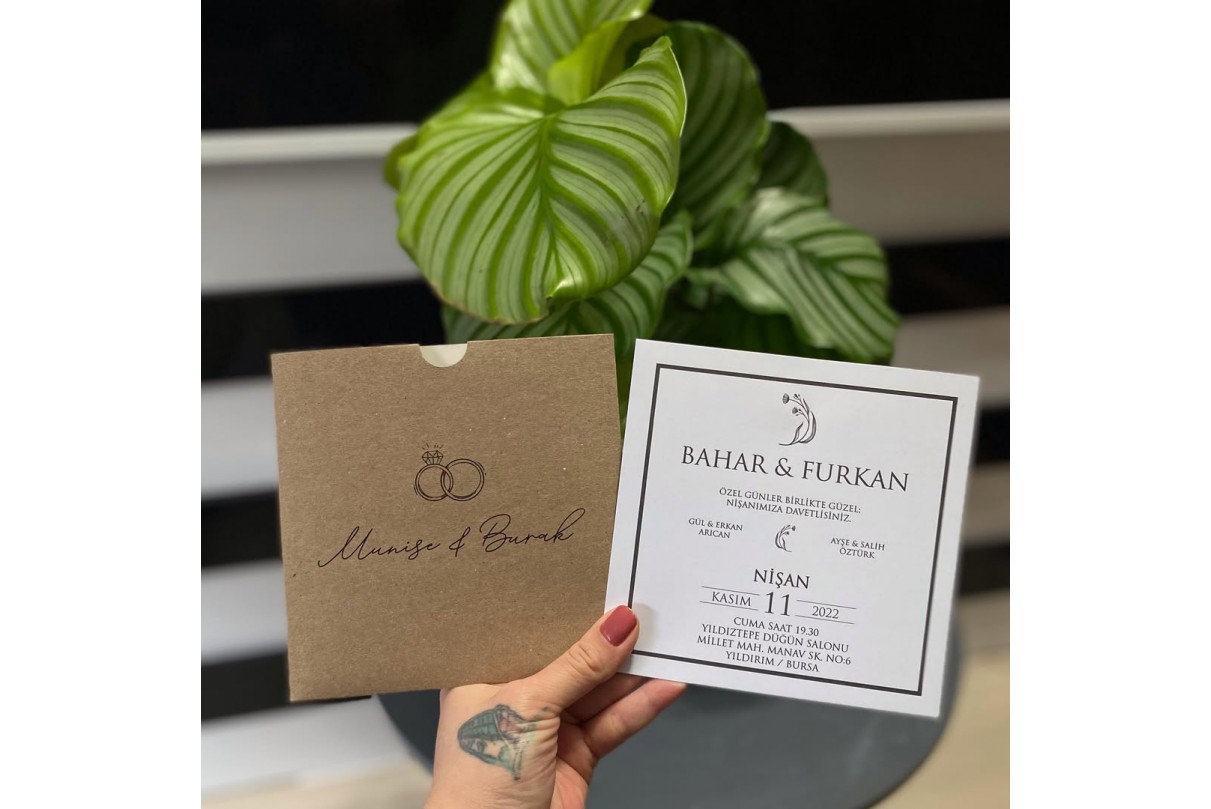 Munise & Burak
BAHAR & FURKAN
ÖZEL GÜNLER BİRLİKTE GÜZEL;
NİŞANIMIZA DAVETLİSİNİZ.
GÜL & ERKAN
ARICAN
AYŞE & SALİH
ÖZTÜRK
NİŞAN
KASIM 11 2022
CUMA SAAT 19.30
YILDIZTEPE DÜĞÜN SALONU
MİLLET MAH. MANAV SK. NO:6
YILDIRIM / BURSA